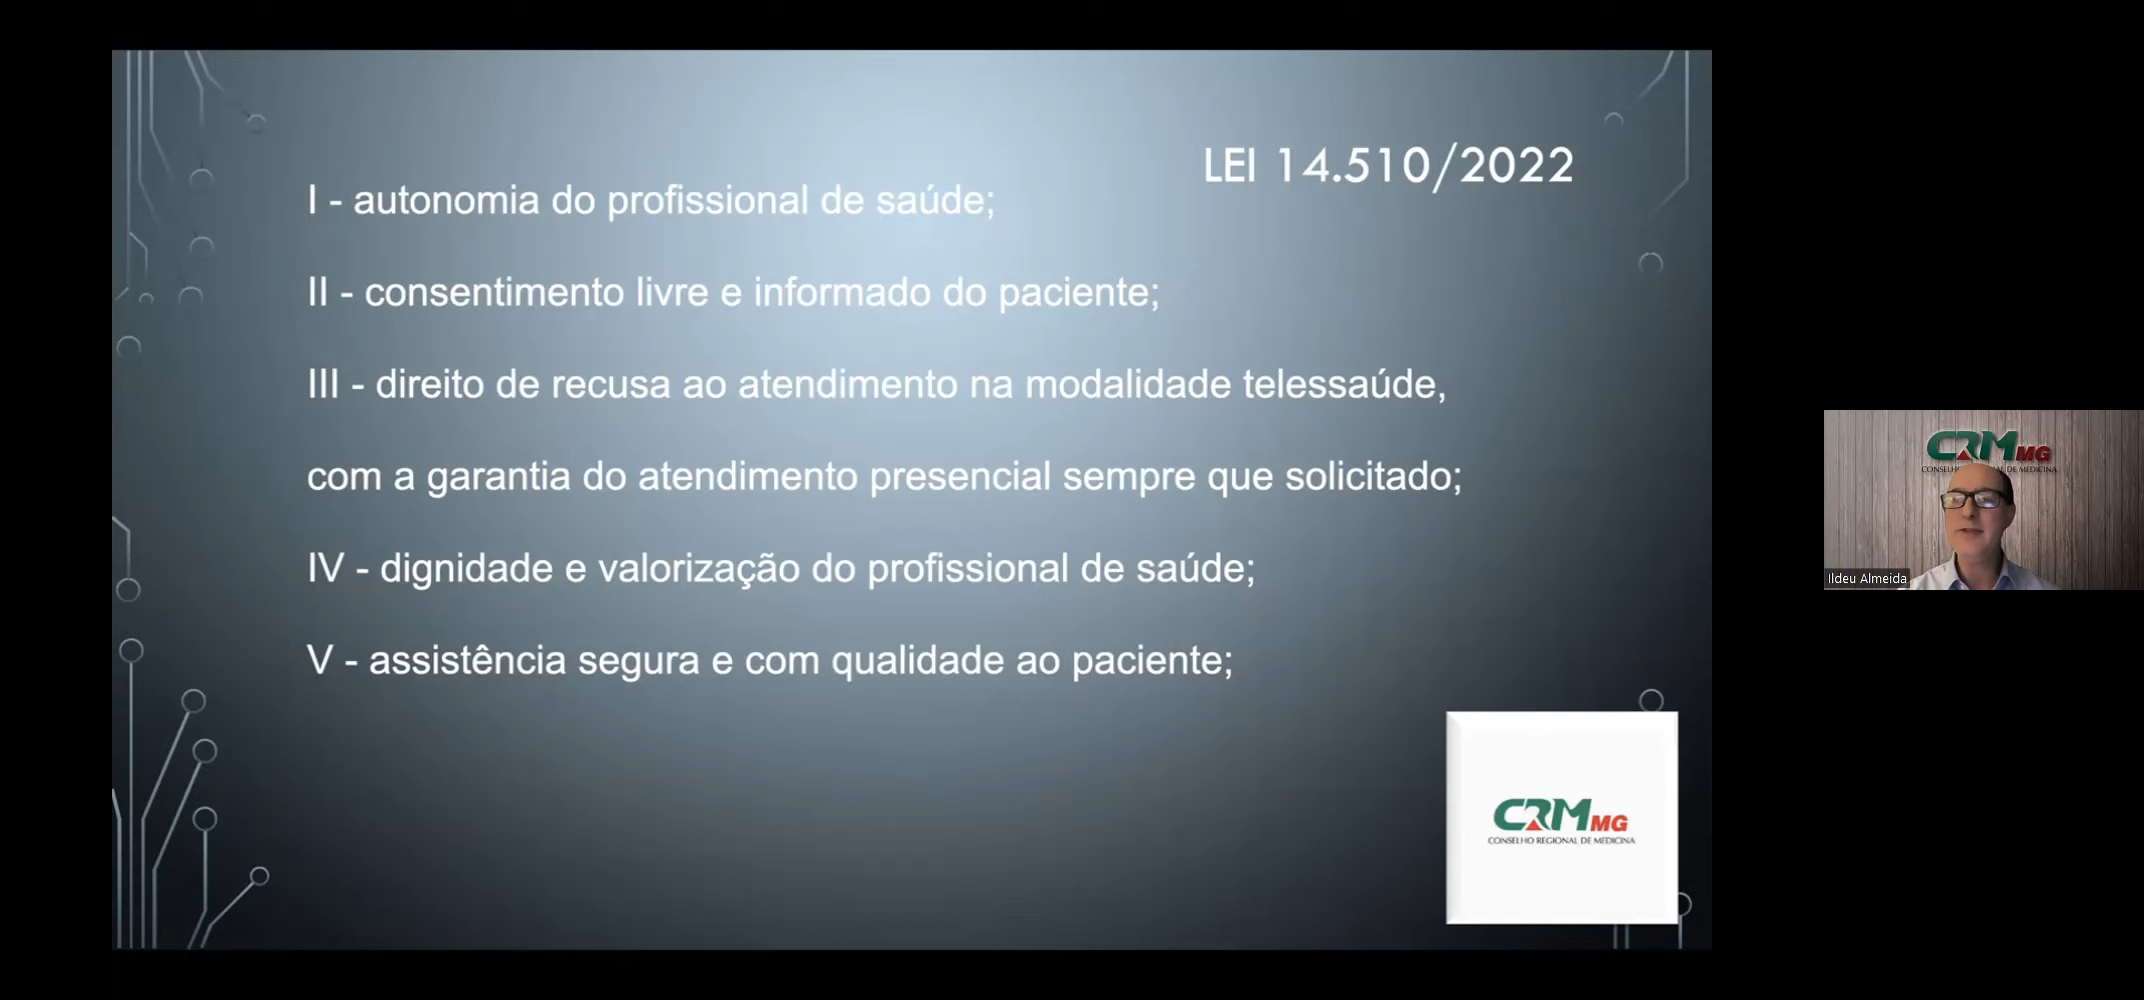 LEI 14.510/2022
I - autonomia do profissional de saúde;
II - consentimento livre e informado do paciente;
III - direito de recusa ao atendimento na modalidade telessaúde,
com a garantia do atendimento presencial sempre que solicitado;
IV - dignidade e valorização do profissional de saúde;
V - assistência segura e com qualidade ao paciente;
CRMMG
CONSELHO REGIONAL DE MEDICINA
CRMMG
DE MEDICINA
Ildeu Almeida